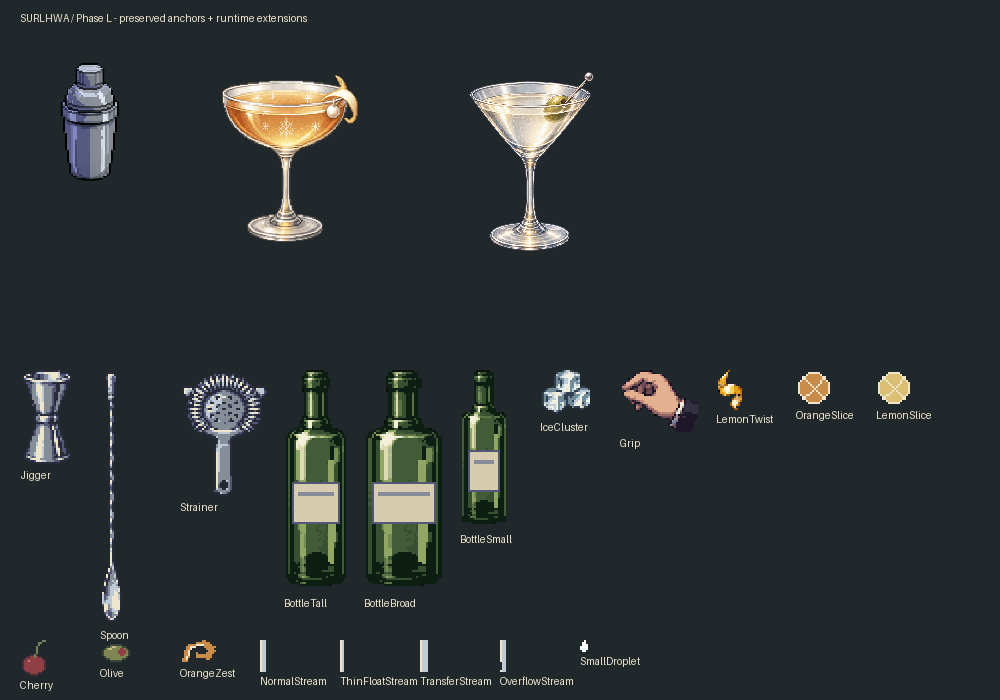 SURLHWA / Phase L - preserved anchors + runtime extensions
IceCluster
LemonTwist
OrangeSlice
LemonSlice
Grip
Jigger
Strainer
BottleSmall
BottleTall
BottleBroad
Spoon
Cherry
Olive
OrangeZest
NormalStream
ThinFloatStream
TransferStream
OverflowStream
SmallDroplet